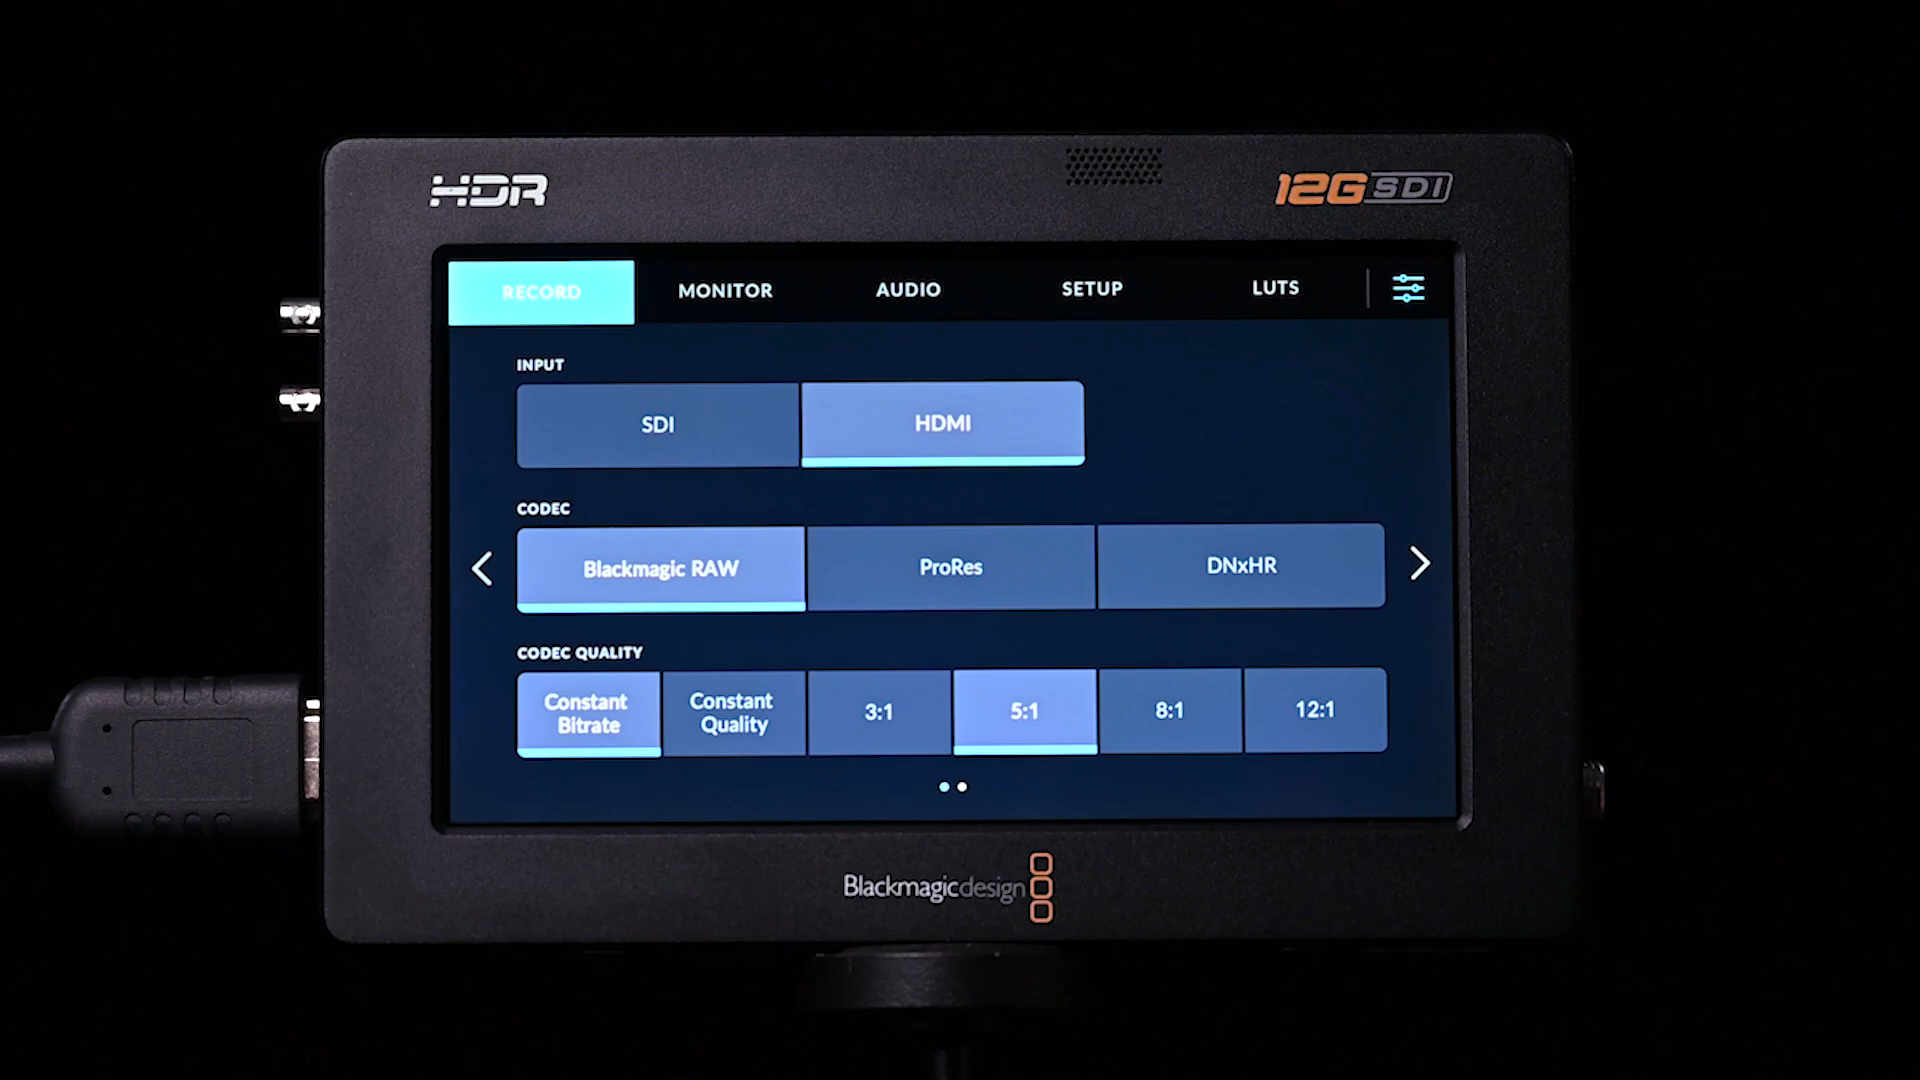 HDR
12G SDI
RECORD MONITOR AUDIO SETUP LUTS
INPUT
SDI HDMI
CODEC
Blackmagic RAW ProRes DNxHR
CODEC QUALITY
Constant Bitrate Constant Quality 3:1 5:1 8:1 12:1
Blackmagicdesign